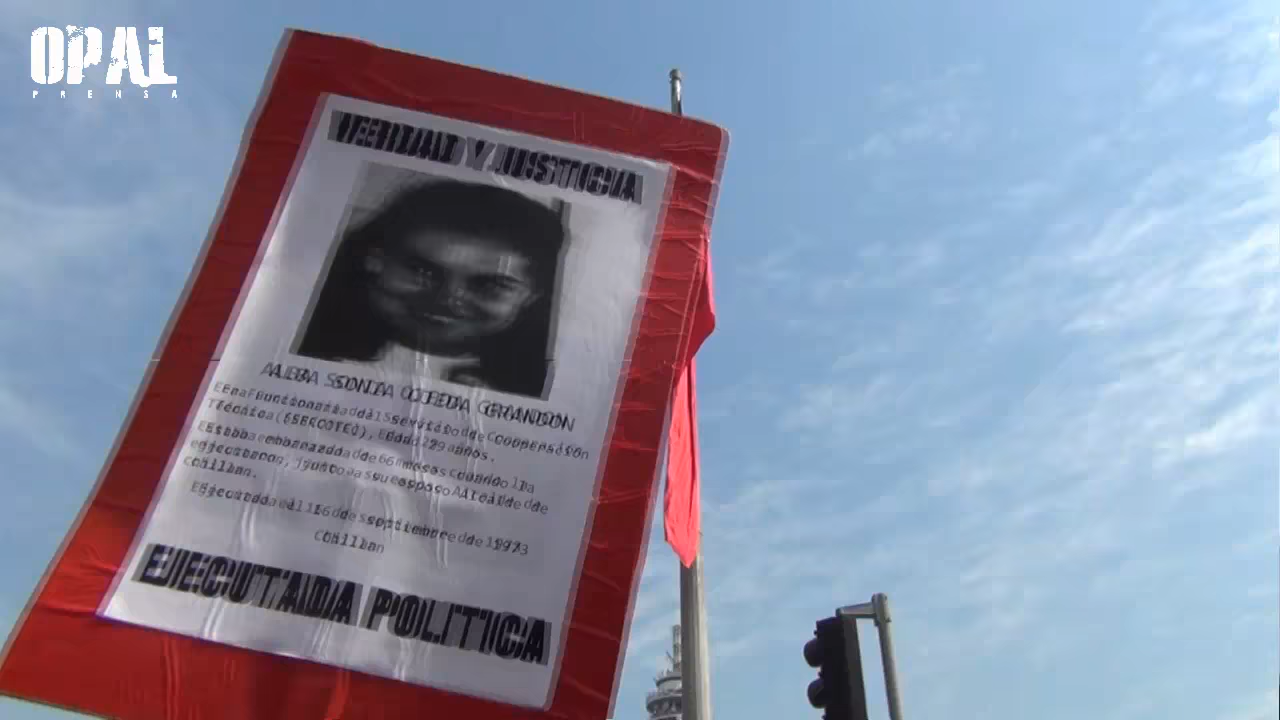 OPAL
PRENSA
VERDAD Y JUSTICIA
ALBA SONIA OJEDA GRANDON
Era Funcionaria del Servicio de Cooperación
Técnica (SERCOTEC), Edad 29 años.
Estaba embarazada de 6 meses cuando la
ejecutaron, junto a su esposo Alcalde de
Chillan.
Ejecutada el 16 de Septiembre de 1973
Chillan
EJECUTADA POLITICA